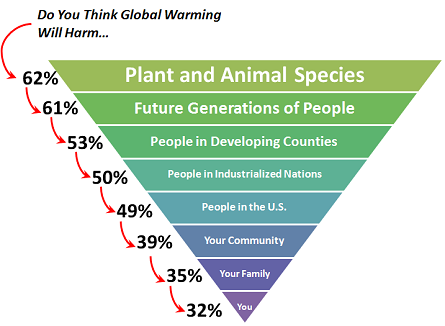 Do You Think Global Warming
Will Harm...
62% Plant and Animal Species
61% Future Generations of People
53% People in Developing Counties
50% People in Industrialized Nations
49% People in the U.S.
39% Your Community
35% Your Family
32% You